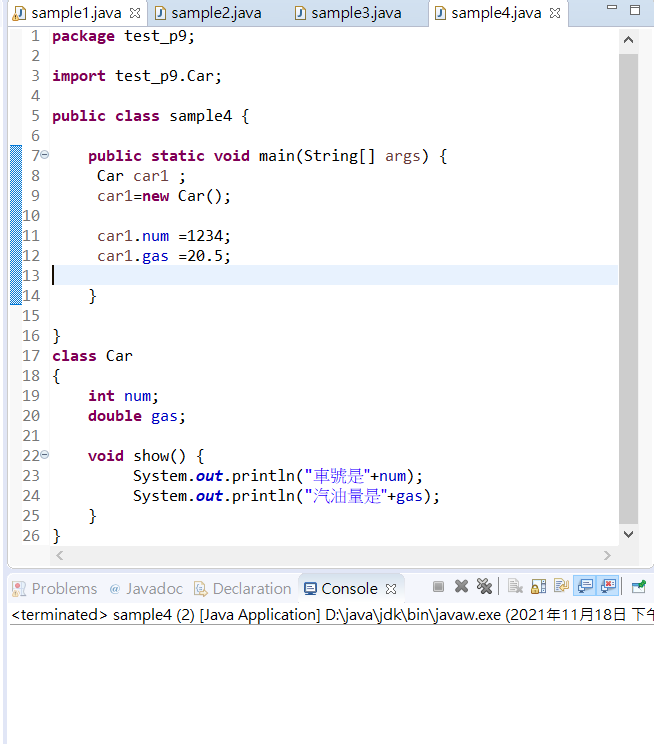 sample1.java sample2.java sample3.java sample4.java
1 package test_p9;
2
3 import test_p9.Car;
4
5 public class sample4 {
6
7 public static void main(String[] args) {
8 Car car1 ;
9 car1=new Car();
10
11 car1.num =1234;
12 car1.gas =20.5;
13
14 }
15
16 }
17 class Car
18 {
19 int num;
20 double gas;
21
22 void show() {
23 System.out.println("車號是"+num);
24 System.out.println("汽油量是"+gas);
25 }
26 }
Problems @ Javadoc Declaration Console
<terminated> sample4 (2) [Java Application] D:\java\jdk\bin\javaw.exe (2021年11月18日 下午